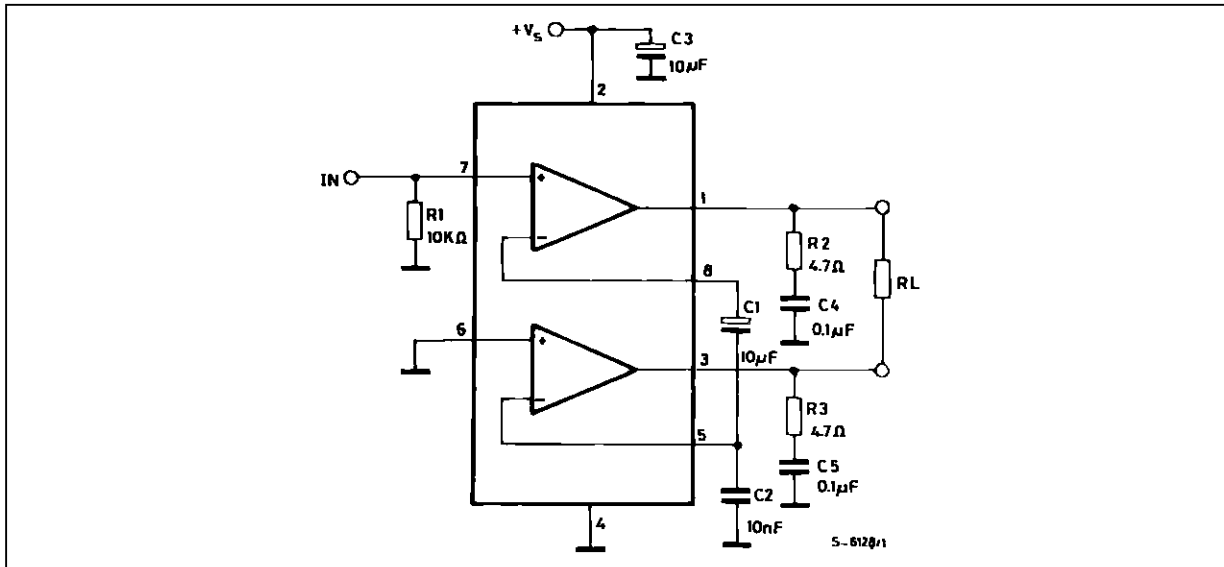 +Vs
C3
10µF
2
IN
7
R1
10KΩ
1
R2
4.7Ω
RL
8
C1
C4
0.1µF
6
10µF
3
R3
4.7Ω
5
C5
0.1µF
C2
10nF
4
S-6128/1